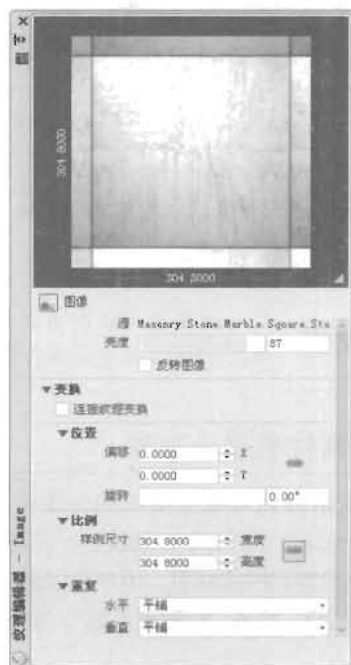 304.8000
304.8000
图像
源 Masonry.Stone.Marble.Square.Sta
亮度 87
反转图像
▼变换
连接纹理变换
▼位置
偏移 0.0000 X
0.0000 Y
旋转 0.00°
▼比例
样例尺寸 304.8000 宽度
304.8000 高度
▼重复
水平 平铺
垂直 平铺
纹理编辑器 - Image